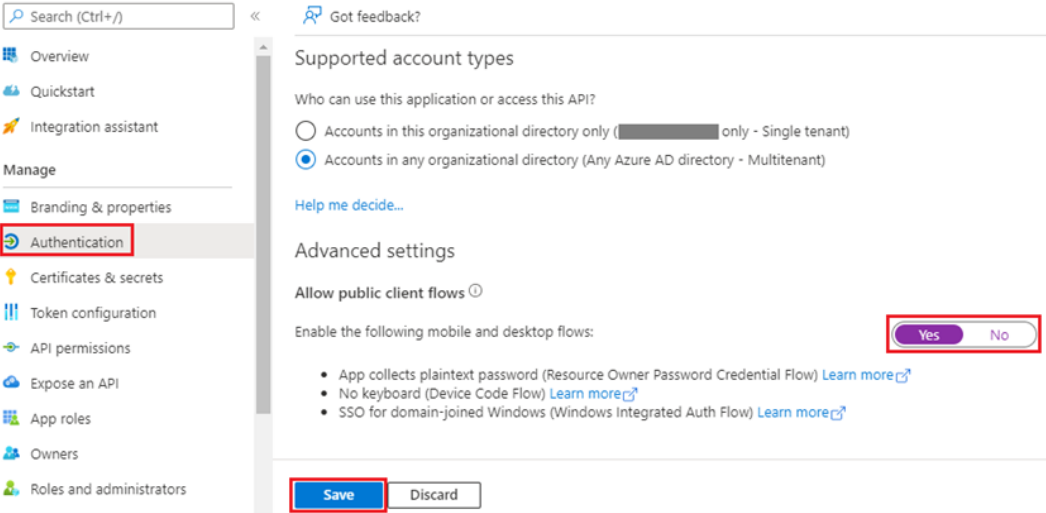 Search (Ctrl+/)
«
Overview
Quickstart
Integration assistant
Manage
Branding & properties
Authentication
Certificates & secrets
Token configuration
API permissions
Expose an API
App roles
Owners
Roles and administrators
Got feedback?
Supported account types
Who can use this application or access this API?
Accounts in this organizational directory only ( only - Single tenant)
Accounts in any organizational directory (Any Azure AD directory - Multitenant)
Help me decide...
Advanced settings
Allow public client flows
Enable the following mobile and desktop flows:
Yes No
• App collects plaintext password (Resource Owner Password Credential Flow) Learn more
• No keyboard (Device Code Flow) Learn more
• SSO for domain-joined Windows (Windows Integrated Auth Flow) Learn more
Save Discard